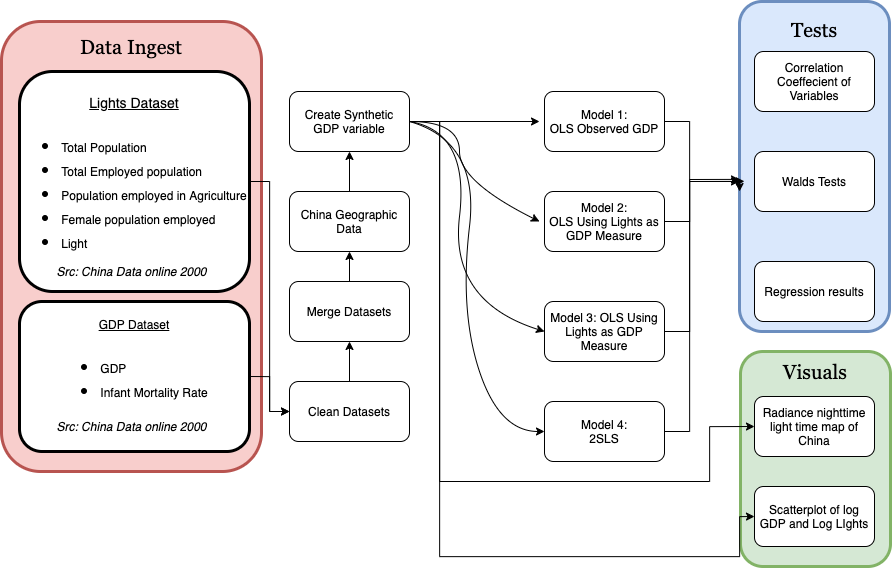 Data Ingest
Lights Dataset
Total Population
Total Employed population
Population employed in Agriculture
Female population employed
Light
Src: China Data online 2000
GDP Dataset
GDP
Infant Mortality Rate
Src: China Data online 2000
Create Synthetic
GDP variable
China Geographic
Data
Merge Datasets
Clean Datasets
Model 1:
OLS Observed GDP
Model 2:
OLS Using Lights as
GDP Measure
Model 3: OLS Using
Lights as GDP
Measure
Model 4:
2SLS
Tests
Correlation
Coeffecient of
Variables
Walds Tests
Regression results
Visuals
Radiance nighttime
light time map of
China
Scatterplot of log
GDP and Log LIghts